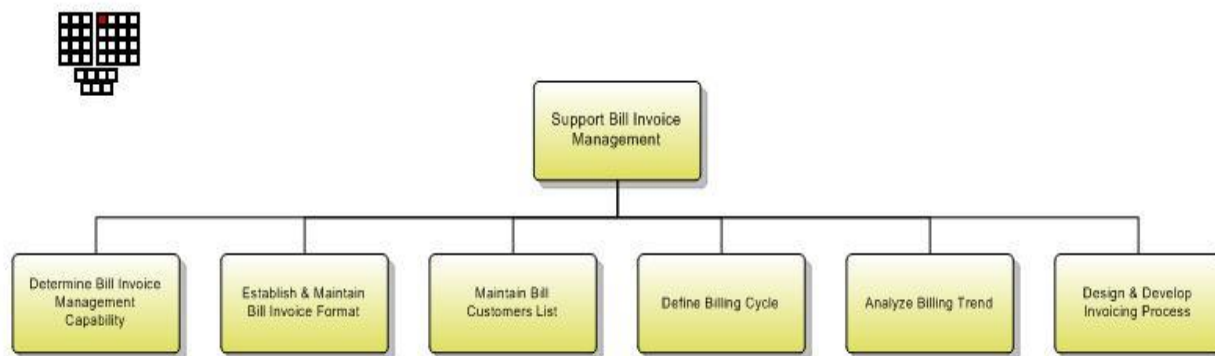 Support Bill Invoice
Management
Determine Bill Invoice
Management
Capability
Establish & Maintain
Bill Invoice Format
Maintain Bill
Customers List
Define Billing Cycle
Analyze Billing Trend
Design & Develop
Invoicing Process